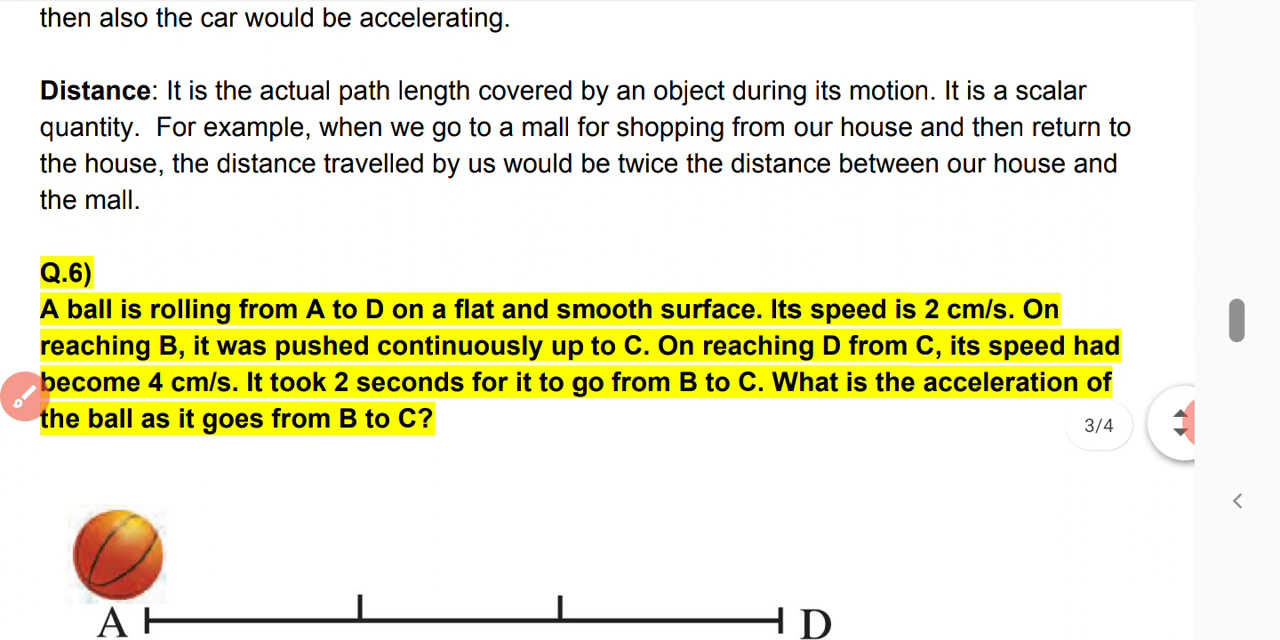 then also the car would be accelerating.
Distance: It is the actual path length covered by an object during its motion. It is a scalar
quantity.  For example, when we go to a mall for shopping from our house and then return to
the house, the distance travelled by us would be twice the distance between our house and
the mall.
Q.6)
A ball is rolling from A to D on a flat and smooth surface. Its speed is 2 cm/s. On
reaching B, it was pushed continuously up to C. On reaching D from C, its speed had
become 4 cm/s. It took 2 seconds for it to go from B to C. What is the acceleration of
the ball as it goes from B to C?
3/4
A D